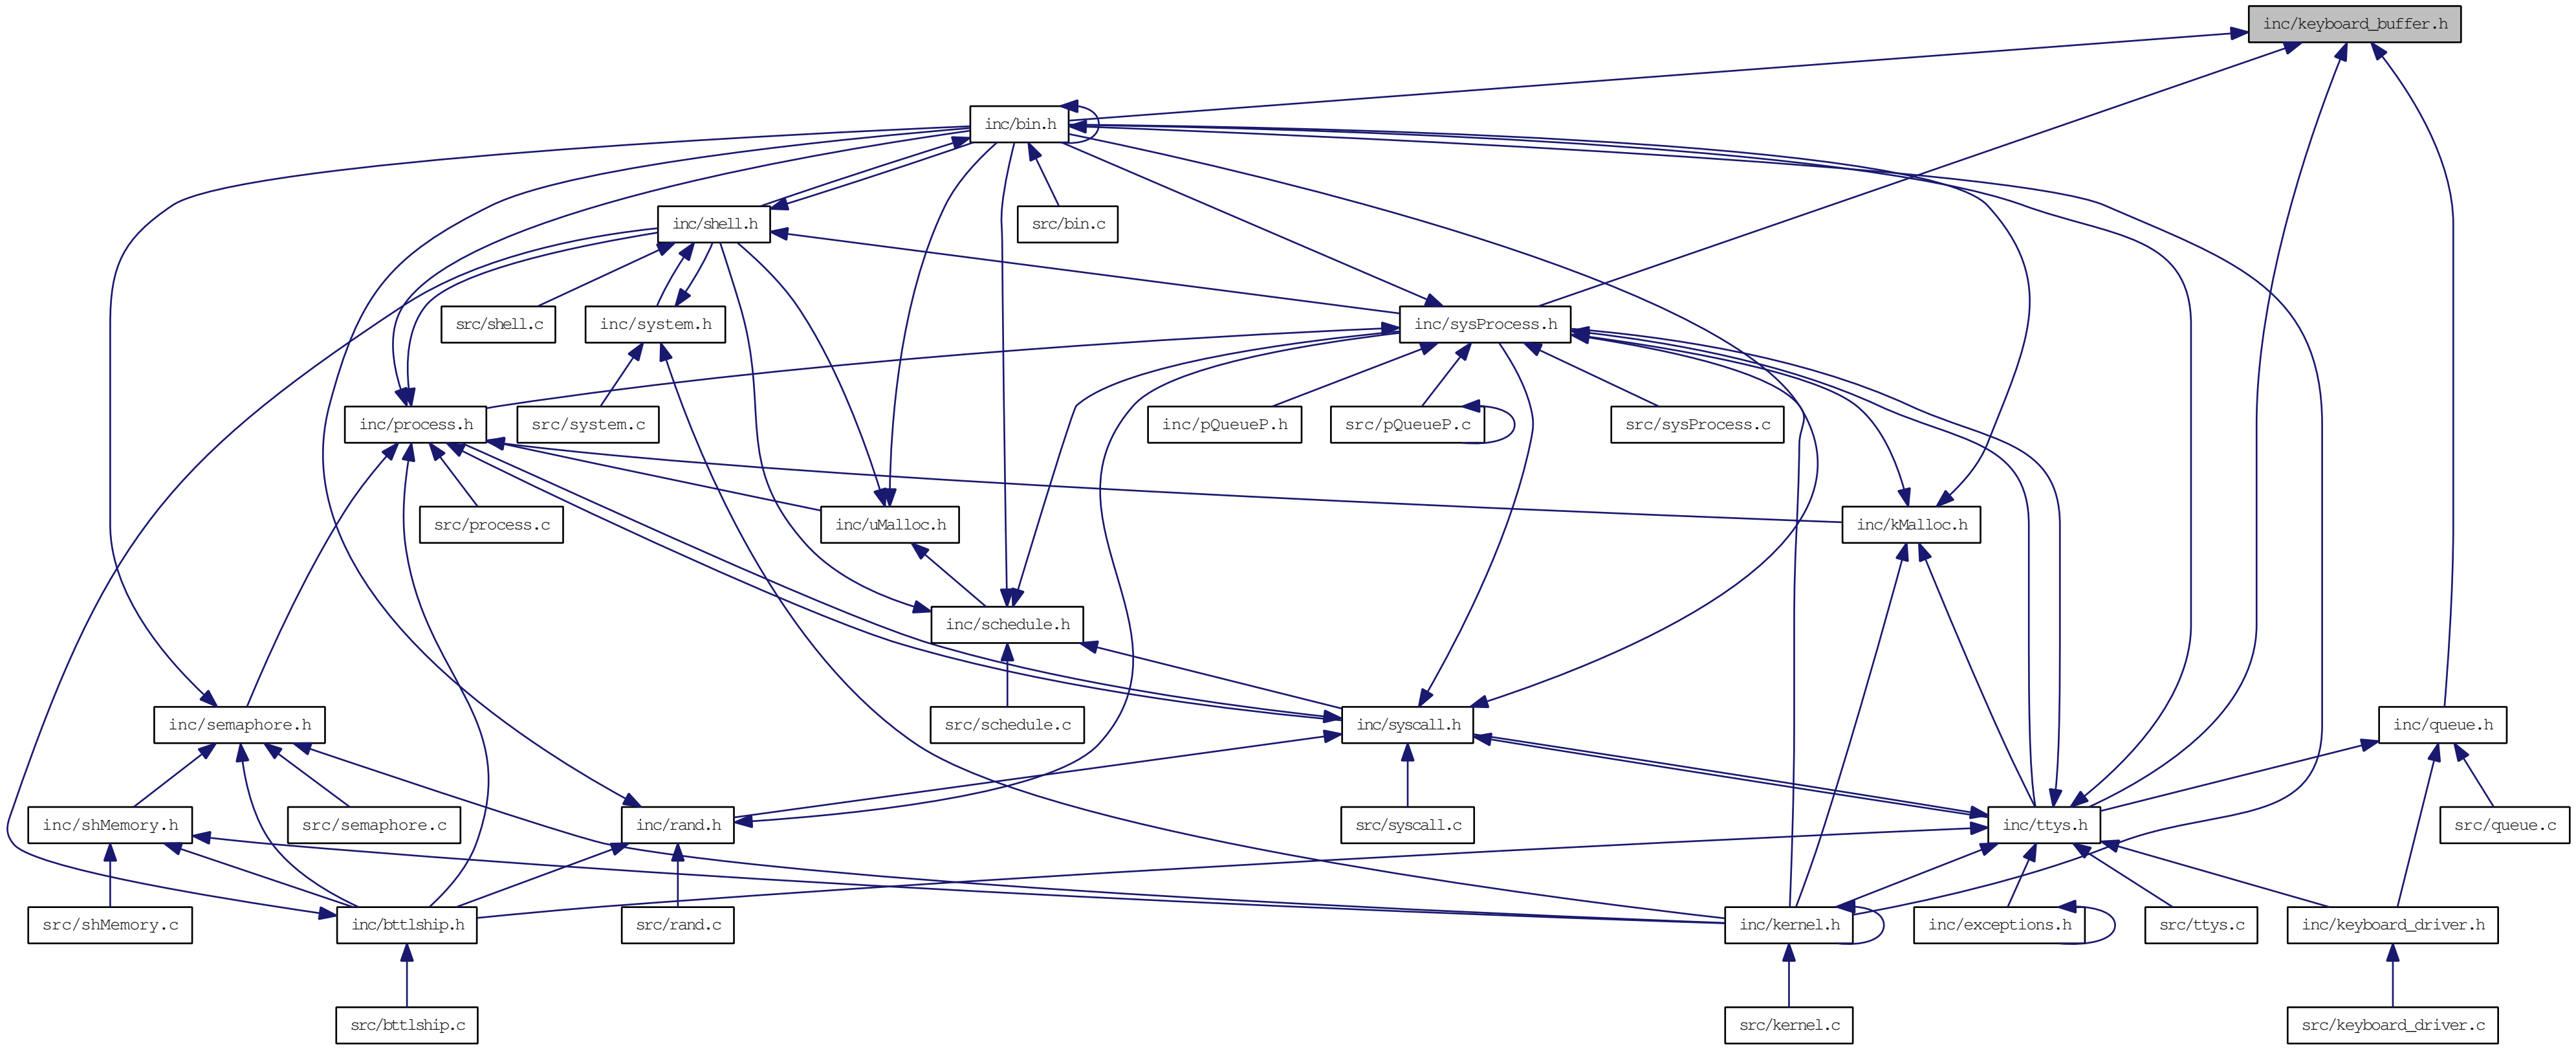 inc/keyboard_buffer.h
inc/bin.h
inc/shell.h
src/bin.c
src/shell.c
inc/system.h
inc/sysProcess.h
inc/process.h
src/system.c
inc/pQueueP.h
src/pQueueP.c
src/sysProcess.c
src/process.c
inc/uMalloc.h
inc/kMalloc.h
inc/schedule.h
inc/semaphore.h
src/schedule.c
inc/syscall.h
inc/queue.h
inc/shMemory.h
src/semaphore.c
inc/rand.h
src/syscall.c
inc/ttys.h
src/queue.c
src/shMemory.c
inc/bttlship.h
src/rand.c
inc/kernel.h
inc/exceptions.h
src/ttys.c
inc/keyboard_driver.h
src/bttlship.c
src/kernel.c
src/keyboard_driver.c